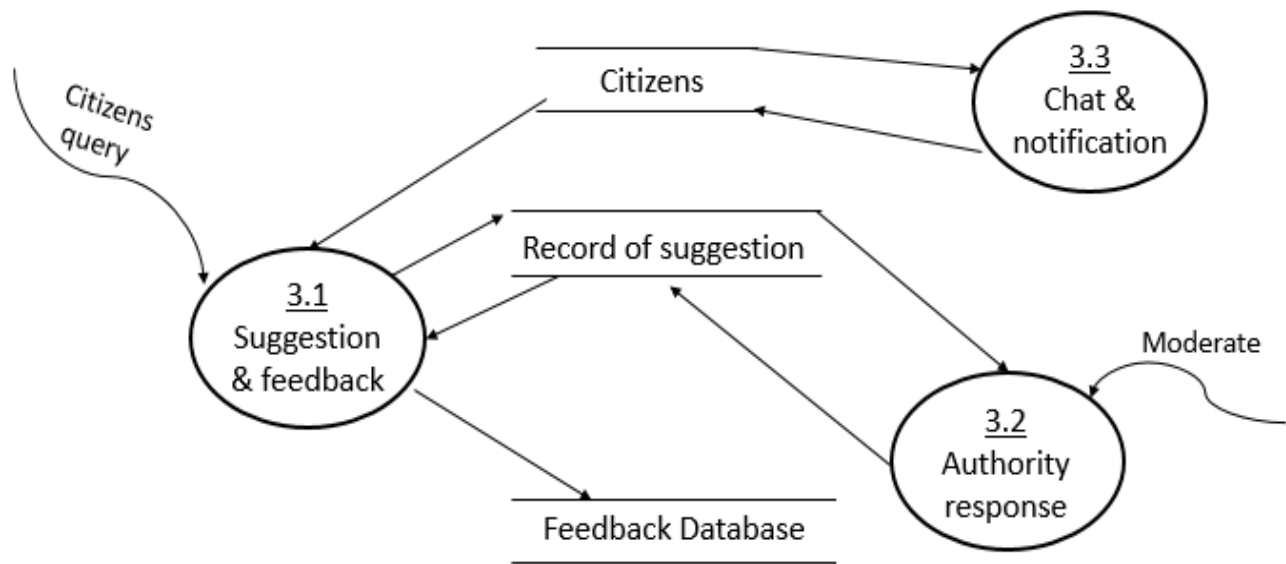 Citizens
query
Citizens
3.3
Chat &
notification
Record of suggestion
3.1
Suggestion
& feedback
Moderate
3.2
Authority
response
Feedback Database